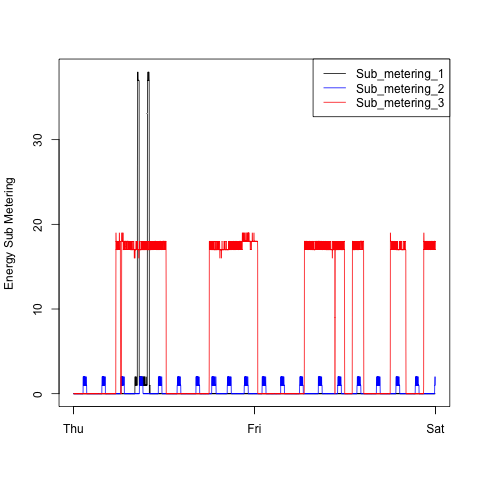 Sub_metering_1
Sub_metering_2
Sub_metering_3
Energy Sub Metering
30
20
10
0
Thu Fri Sat